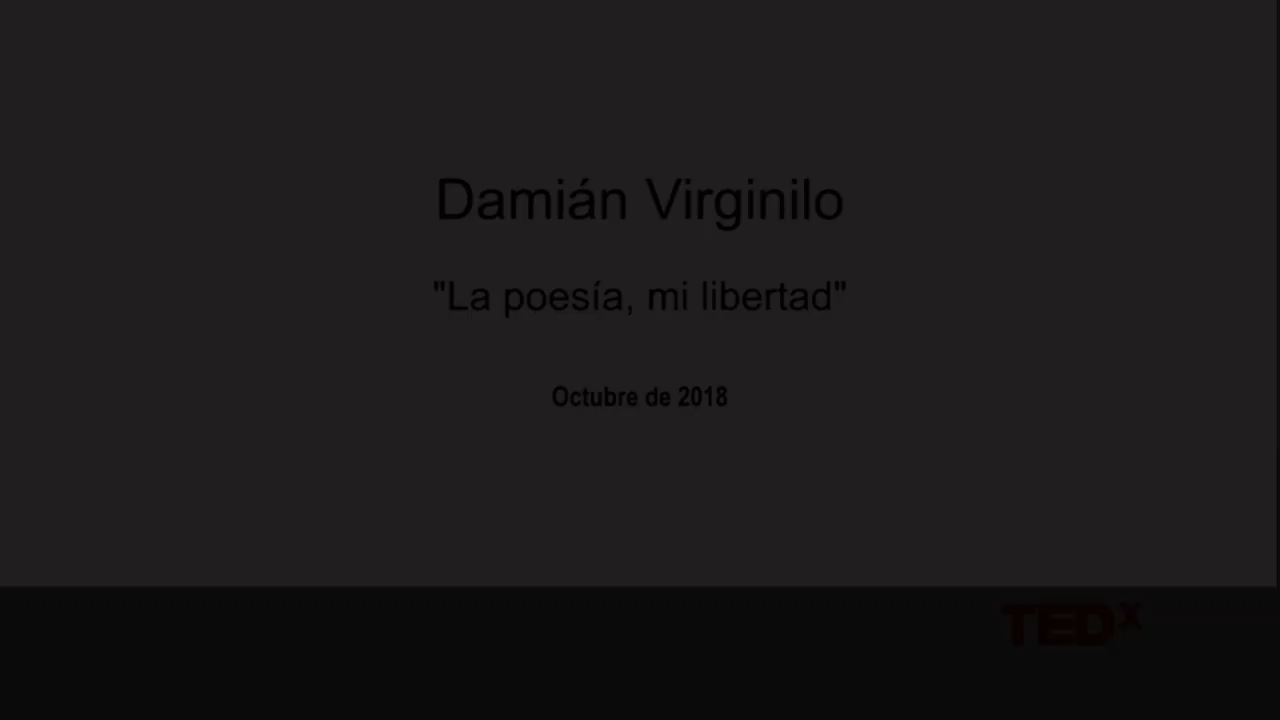 Damián Virginilo
"La poesía, mi libertad"
Octubre de 2018
TEDx